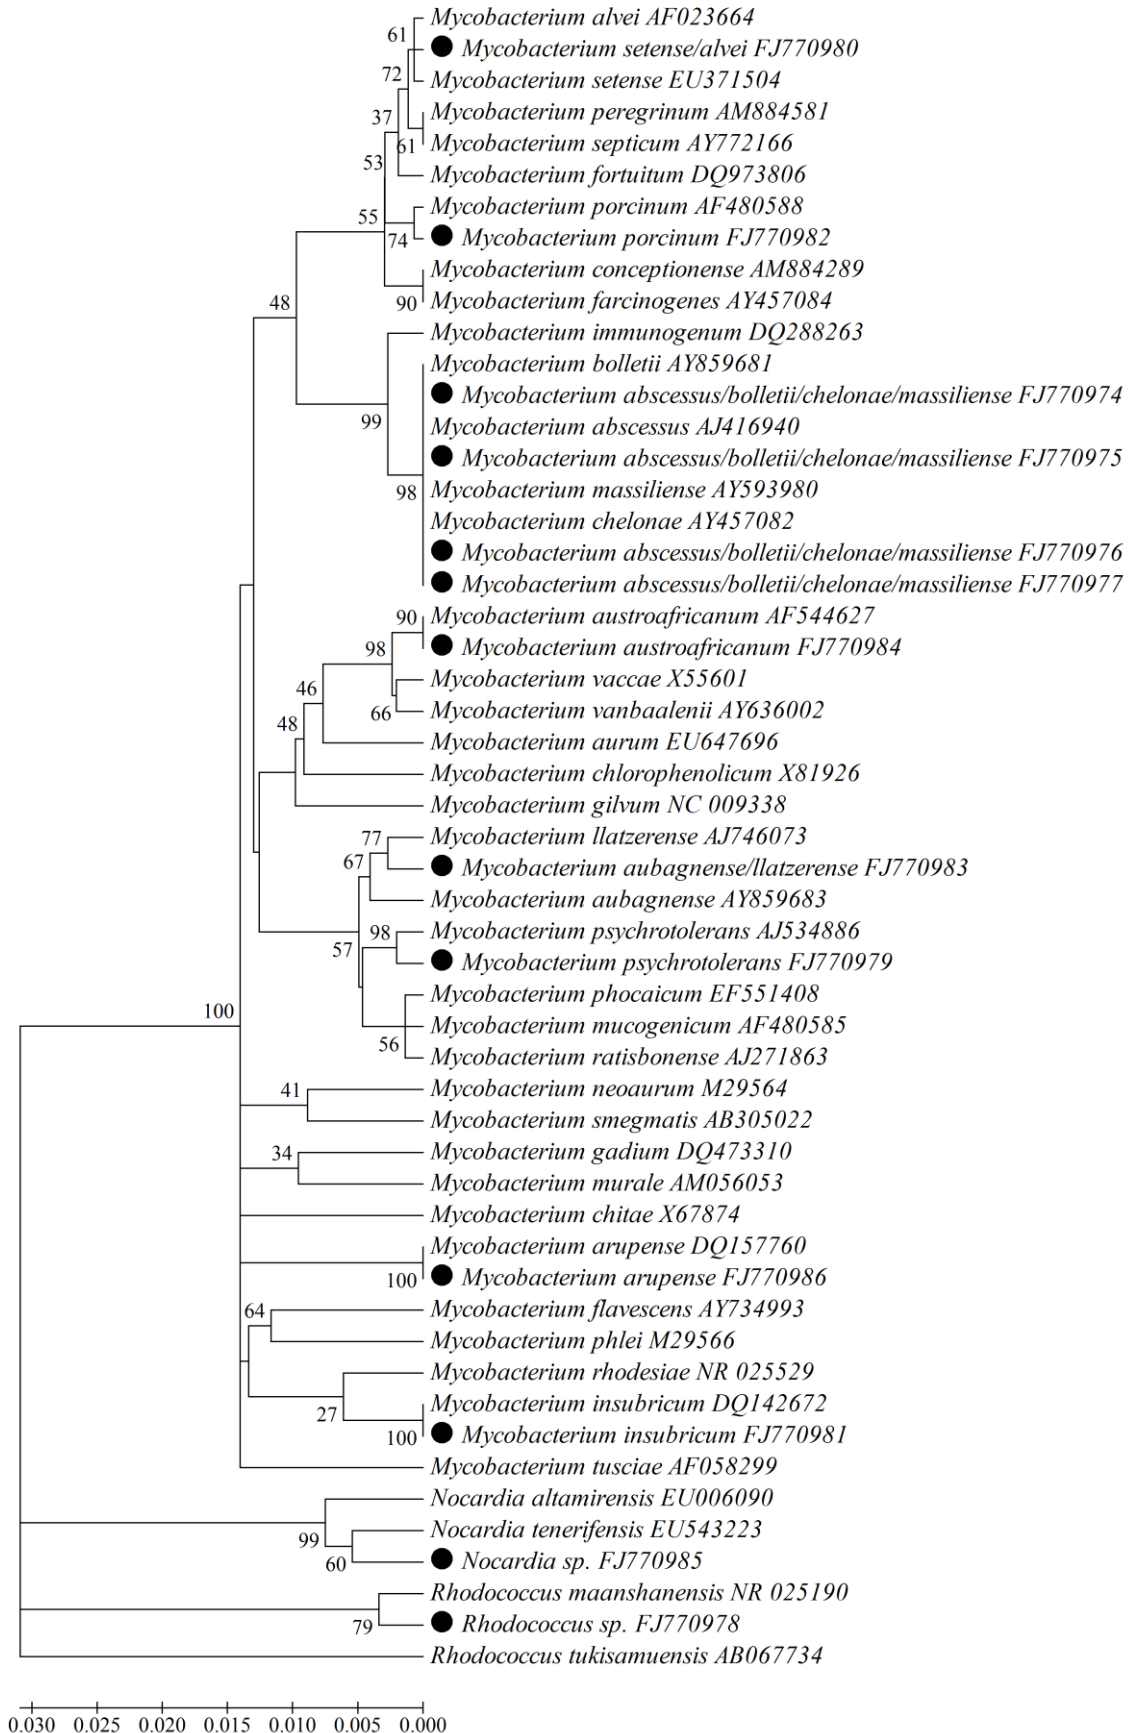 Mycobacterium alvei AF023664
61
Mycobacterium setense/alvei FJ770980
72
Mycobacterium setense EU371504
37
Mycobacterium peregrinum AM884581
61
Mycobacterium septicum AY772166
53
Mycobacterium fortuitum DQ973806
55
Mycobacterium porcinum AF480588
74
Mycobacterium porcinum FJ770982
Mycobacterium conceptionense AM884289
48
90
Mycobacterium farcinogenes AY457084
Mycobacterium immunogenum DQ288263
Mycobacterium bolletii AY859681
Mycobacterium abscessus/bolletii/chelonae/massiliense FJ770974
99
Mycobacterium abscessus AJ416940
Mycobacterium abscessus/bolletii/chelonae/massiliense FJ770975
98
Mycobacterium massiliense AY593980
Mycobacterium chelonae AY457082
Mycobacterium abscessus/bolletii/chelonae/massiliense FJ770976
Mycobacterium abscessus/bolletii/chelonae/massiliense FJ770977
90
Mycobacterium austroafricanum AF544627
98
Mycobacterium austroafricanum FJ770984
46
Mycobacterium vaccae X55601
66
Mycobacterium vanbaalenii AY636002
48
Mycobacterium aurum EU647696
Mycobacterium chlorophenolicum X81926
Mycobacterium gilvum NC 009338
77
Mycobacterium llatzerense AJ746073
67
Mycobacterium aubagnense/llatzerense FJ770983
Mycobacterium aubagnense AY859683
98
Mycobacterium psychrotolerans AJ534886
57
Mycobacterium psychrotolerans FJ770979
Mycobacterium phocaicum EF551408
100
Mycobacterium mucogenicum AF480585
56
Mycobacterium ratisbonense AJ271863
41
Mycobacterium neoaurum M29564
Mycobacterium smegmatis AB305022
34
Mycobacterium gadium DQ473310
Mycobacterium murale AM056053
Mycobacterium chitae X67874
Mycobacterium arupense DQ157760
100
Mycobacterium arupense FJ770986
64
Mycobacterium flavescens AY734993
Mycobacterium phlei M29566
Mycobacterium rhodesiae NR 025529
27
Mycobacterium insubricum DQ142672
100
Mycobacterium insubricum FJ770981
Mycobacterium tusciae AF058299
Nocardia altamirensis EU006090
99
Nocardia tenerifensis EU543223
60
Nocardia sp. FJ770985
Rhodococcus maanshanensis NR 025190
79
Rhodococcus sp. FJ770978
Rhodococcus tukisamuensis AB067734
0.030 0.025 0.020 0.015 0.010 0.005 0.000